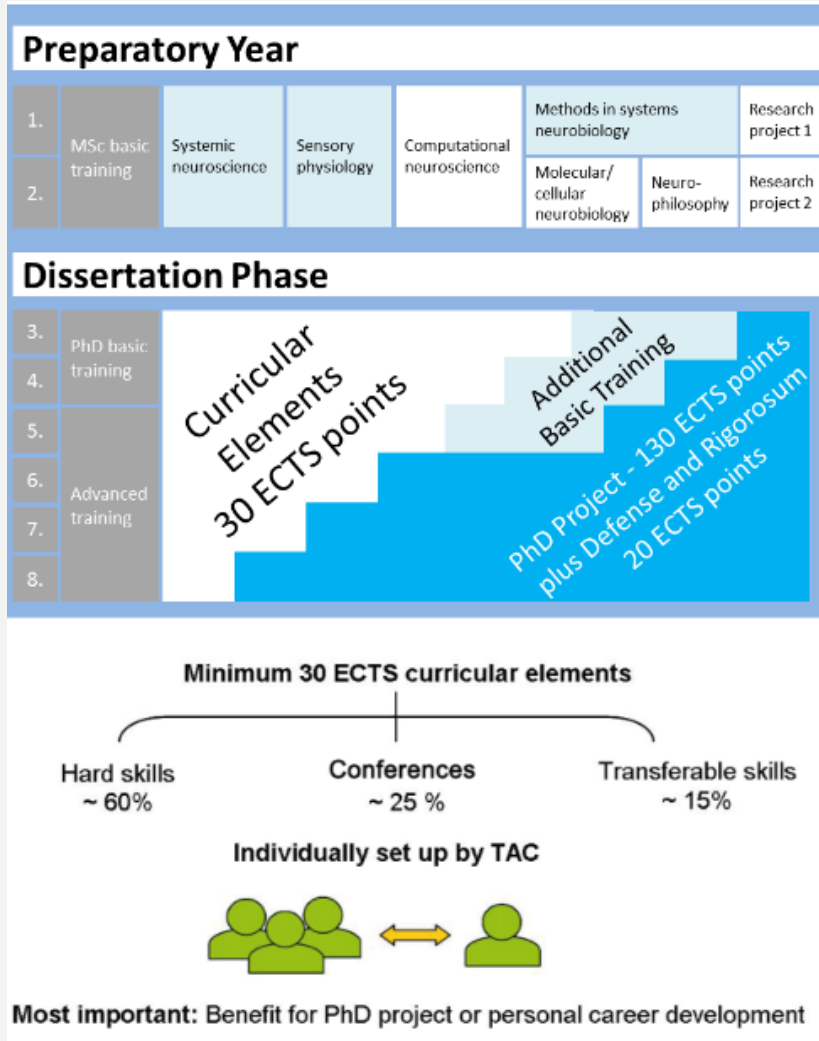 Preparatory Year
1.
2.
MSc basic
training
Systemic
neuroscience
Sensory
physiology
Computational
neuroscience
Methods in systems
neurobiology
Molecular/
cellular
neurobiology
Neuro-
philosophy
Research
project 1
Research
project 2
Dissertation Phase
3.
4.
5.
6.
7.
8.
PhD basic
training
Advanced
training
Curricular
Elements
30 ECTS points
Additional
Basic Training
PhD Project - 130 ECTS points
plus Defense and Rigorosum
20 ECTS points
Minimum 30 ECTS curricular elements
Hard skills
~ 60%
Conferences
~ 25 %
Transferable skills
~ 15%
Individually set up by TAC
Most important: Benefit for PhD project or personal career development